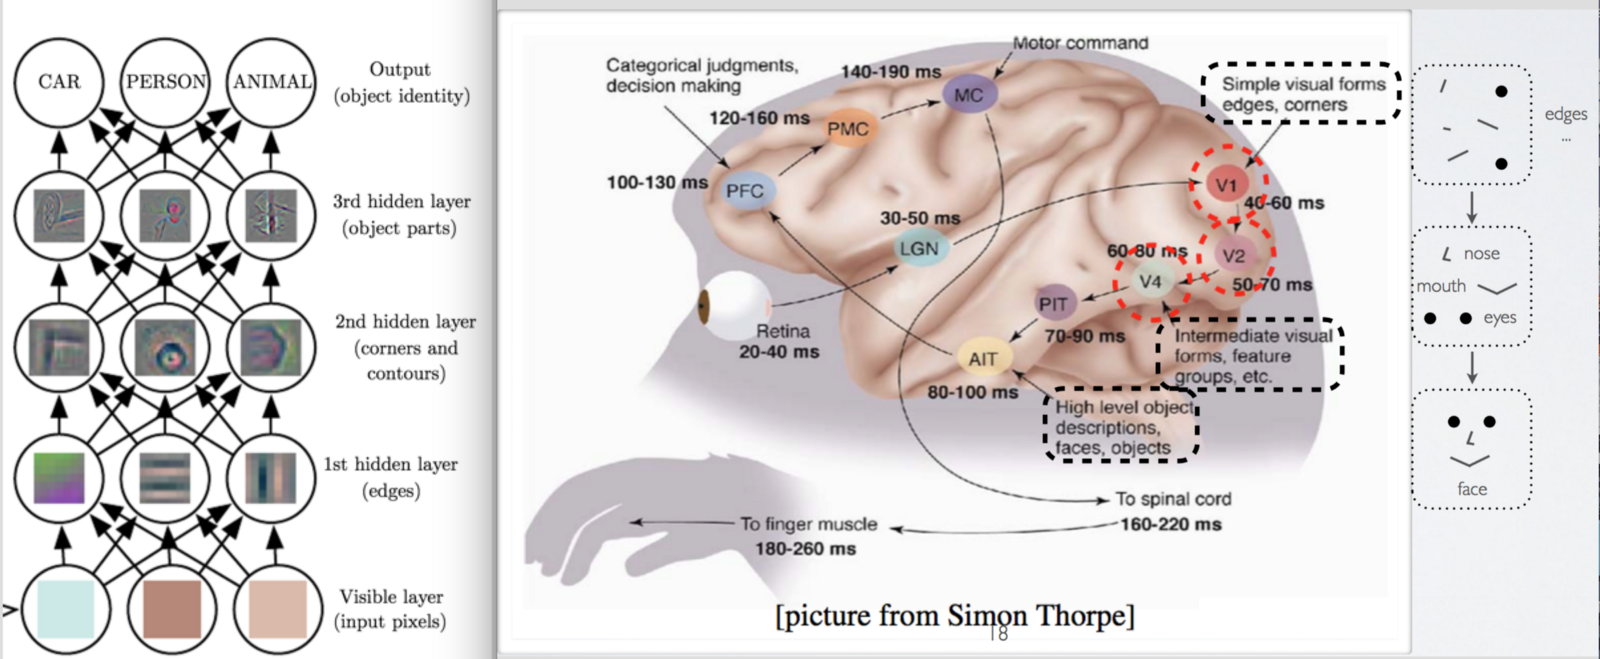 CAR
PERSON
ANIMAL
Output
(object identity)
3rd hidden layer
(object parts)
2nd hidden layer
(corners and
contours)
1st hidden layer
(edges)
Visible layer
(input pixels)
Categorical judgments,
decision making
Motor command
140-190 ms
MC
120-160 ms
PMC
100-130 ms
PFC
Simple visual forms
edges, corners
V1
40-60 ms
30-50 ms
LGN
V2
50-70 ms
60-80 ms
V4
PIT
70-90 ms
Retina
20-40 ms
AIT
80-100 ms
Intermediate visual
forms, feature
groups, etc.
High level object
descriptions,
faces, objects
To spinal cord
160-220 ms
To finger muscle
180-260 ms
[picture from Simon Thorpe]
18
edges
...
nose
mouth
eyes
face